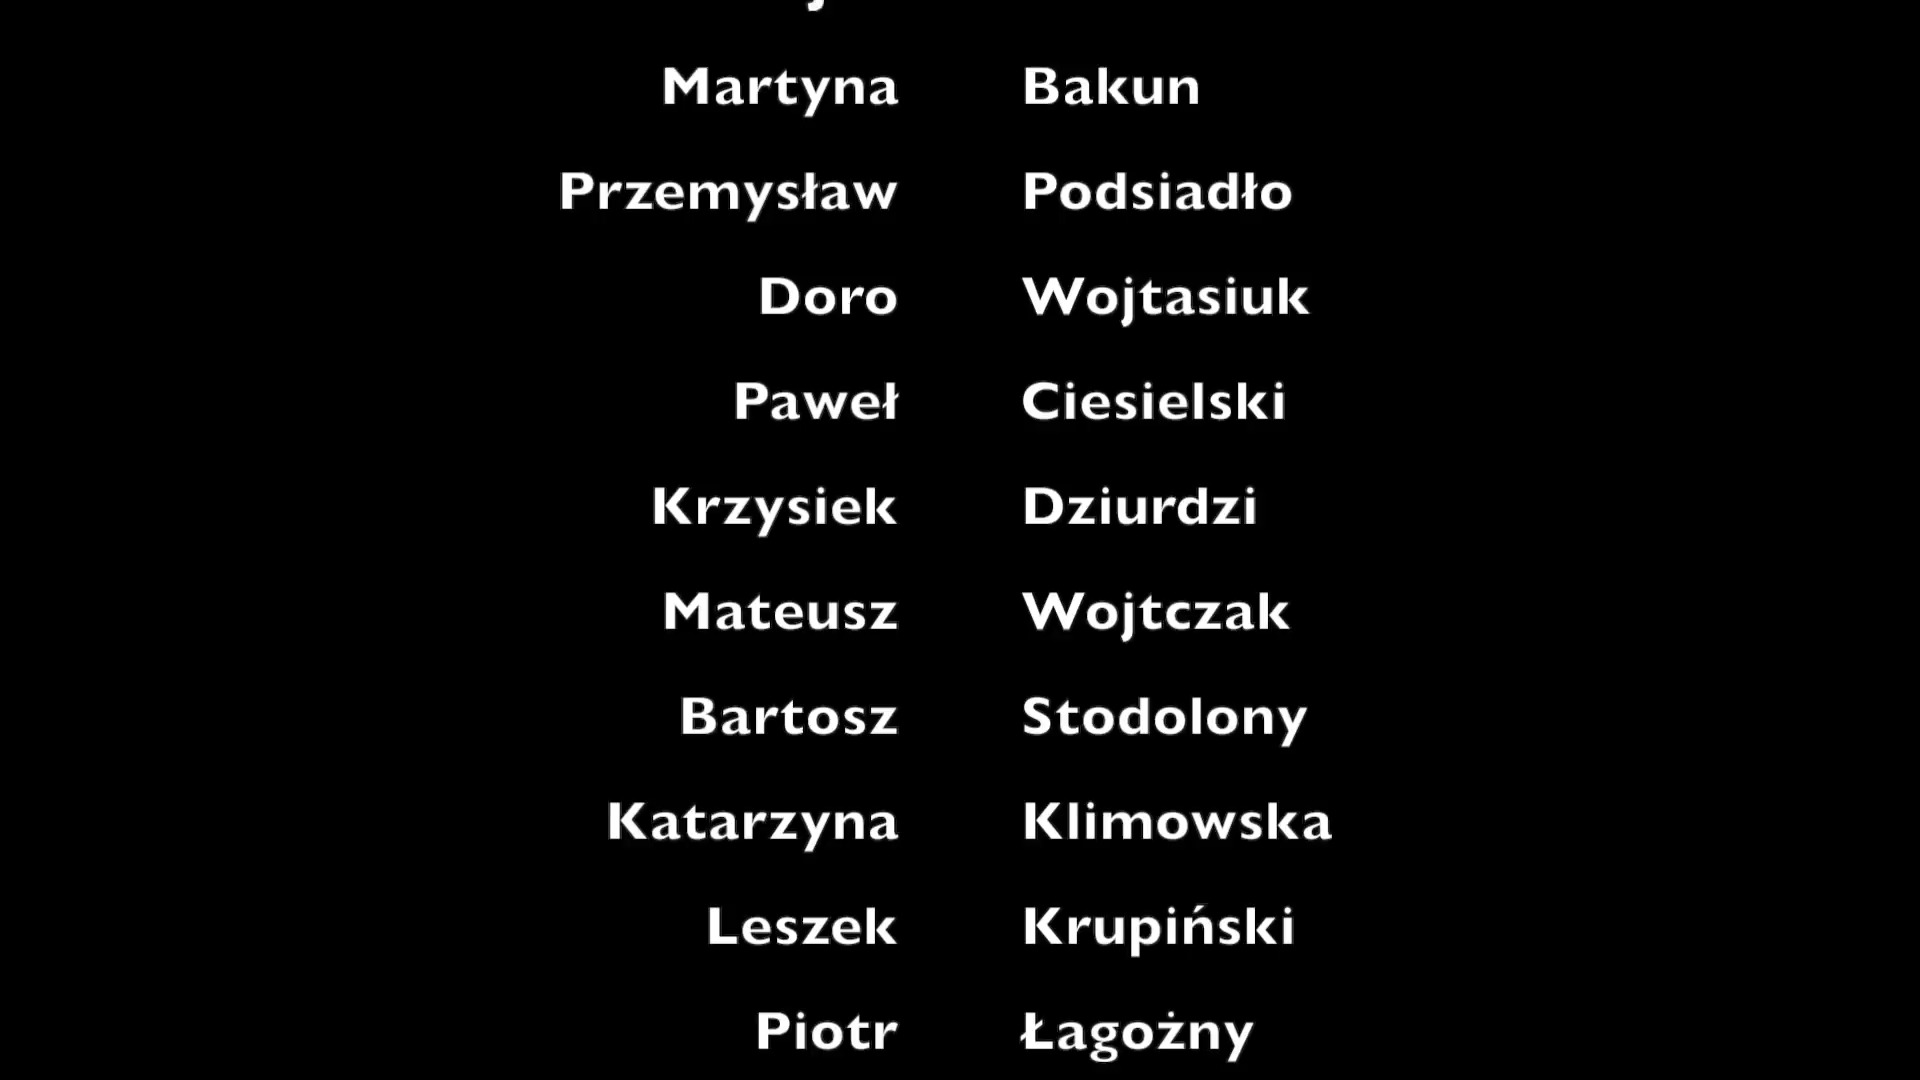 Martyna Bakun
Przemysław Podsiadło
Doro Wojtasiuk
Paweł Ciesielski
Krzysiek Dziurdzi
Mateusz Wojtczak
Bartosz Stodolony
Katarzyna Klimowska
Leszek Krupiński
Piotr Łagożny